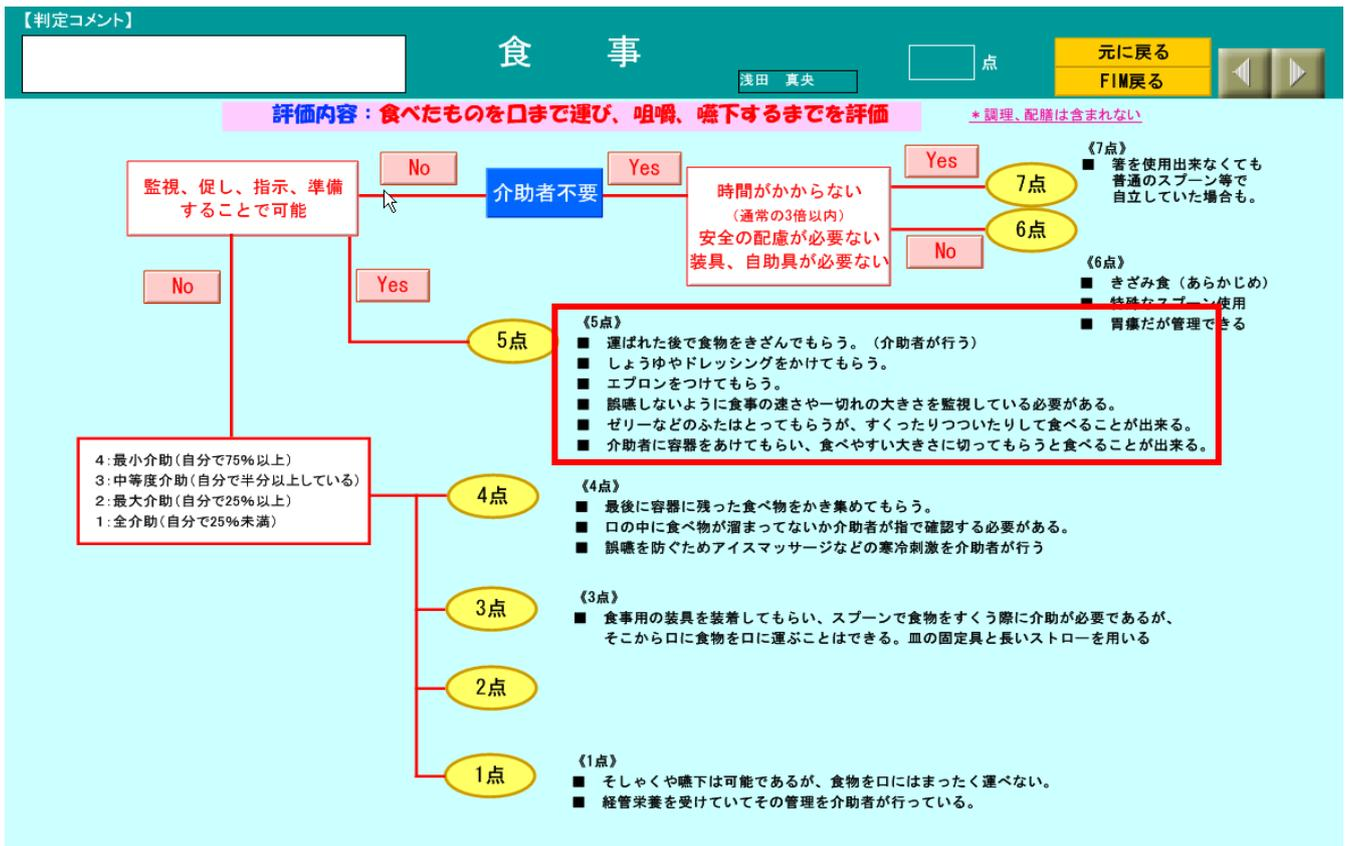 【判定コメント】
食　事
浅田　真央
点
元に戻る
FIM戻る
評価内容：食べたものを口まで運び、咀嚼、嚥下するまでを評価
＊調理、配膳は含まれない
監視、促し、指示、準備
することで可能
No
介助者不要
Yes
時間がかからない
（通常の3倍以内）
安全の配慮が必要ない
装具、自助具が必要ない
Yes
No
7点
6点
《7点》
■　箸を使用出来なくても
普通のスプーン等で
自立していた場合も。
《6点》
■　きざみ食（あらかじめ）
■　特殊なスプーン使用
■　胃瘻だが管理できる
No
Yes
5点
《5点》
■　運ばれた後で食物をきざんでもらう。（介助者が行う）
■　しょうゆやドレッシングをかけてもらう。
■　エプロンをつけてもらう。
■　誤嚥しないように食事の速さや一切れの大きさを監視している必要がある。
■　ゼリーなどのふたはとってもらうが、すくったりつついたりして食べることが出来る。
■　介助者に容器をあけてもらい、食べやすい大きさに切ってもらうと食べることが出来る。
4：最小介助（自分で75%以上）
3：中等度介助（自分で半分以上している）
2：最大介助（自分で25%以上）
1：全介助（自分で25%未満）
4点
《4点》
■　最後に容器に残った食べ物をかき集めてもらう。
■　口の中に食べ物が溜まってないか介助者が指で確認する必要がある。
■　誤嚥を防ぐためアイスマッサージなどの寒冷刺激を介助者が行う
3点
《3点》
■　食事用の装具を装着してもらい、スプーンで食物をすくう際に介助が必要であるが、
そこから口に食物を口に運ぶことはできる。皿の固定具と長いストローを用いる
2点
1点
《1点》
■　そしゃくや嚥下は可能であるが、食物を口にはまったく運べない。
■　経管栄養を受けていてその管理を介助者が行っている。